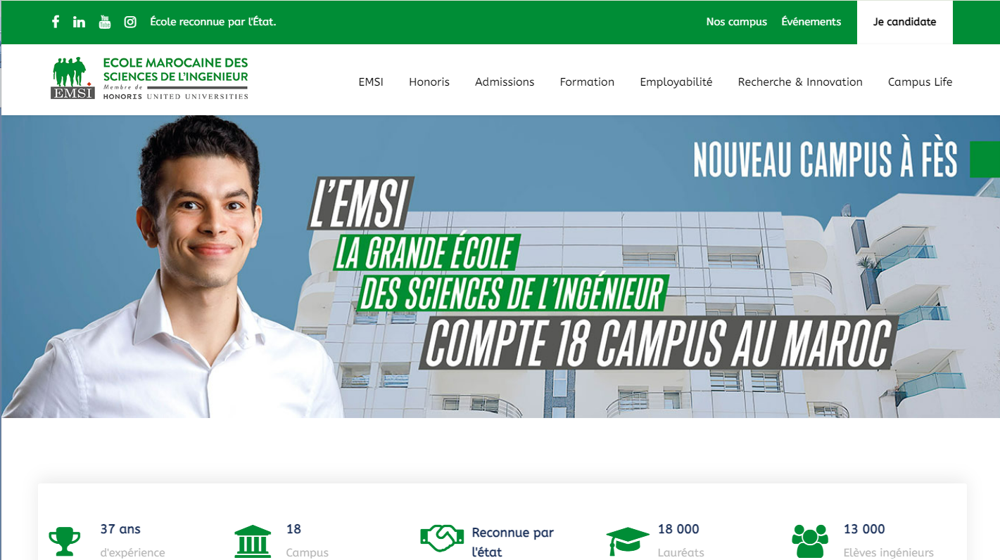 École reconnue par l'État.
Nos campus
Événements
Je candidate
ECOLE MAROCAINE DES
SCIENCES DE L'INGENIEUR
Membre de
HONORIS UNITED UNIVERSITIES
EMSI
EMSI
Honoris
Admissions
Formation
Employabilité
Recherche & Innovation
Campus Life
NOUVEAU CAMPUS À FÈS
L'EMSI
LA GRANDE ÉCOLE
DES SCIENCES DE L'INGÉNIEUR
COMPTE 18 CAMPUS AU MAROC
37 ans
d'expérience
18
Campus
Reconnue par
l'état
18 000
Lauréats
13 000
Elèves ingénieurs